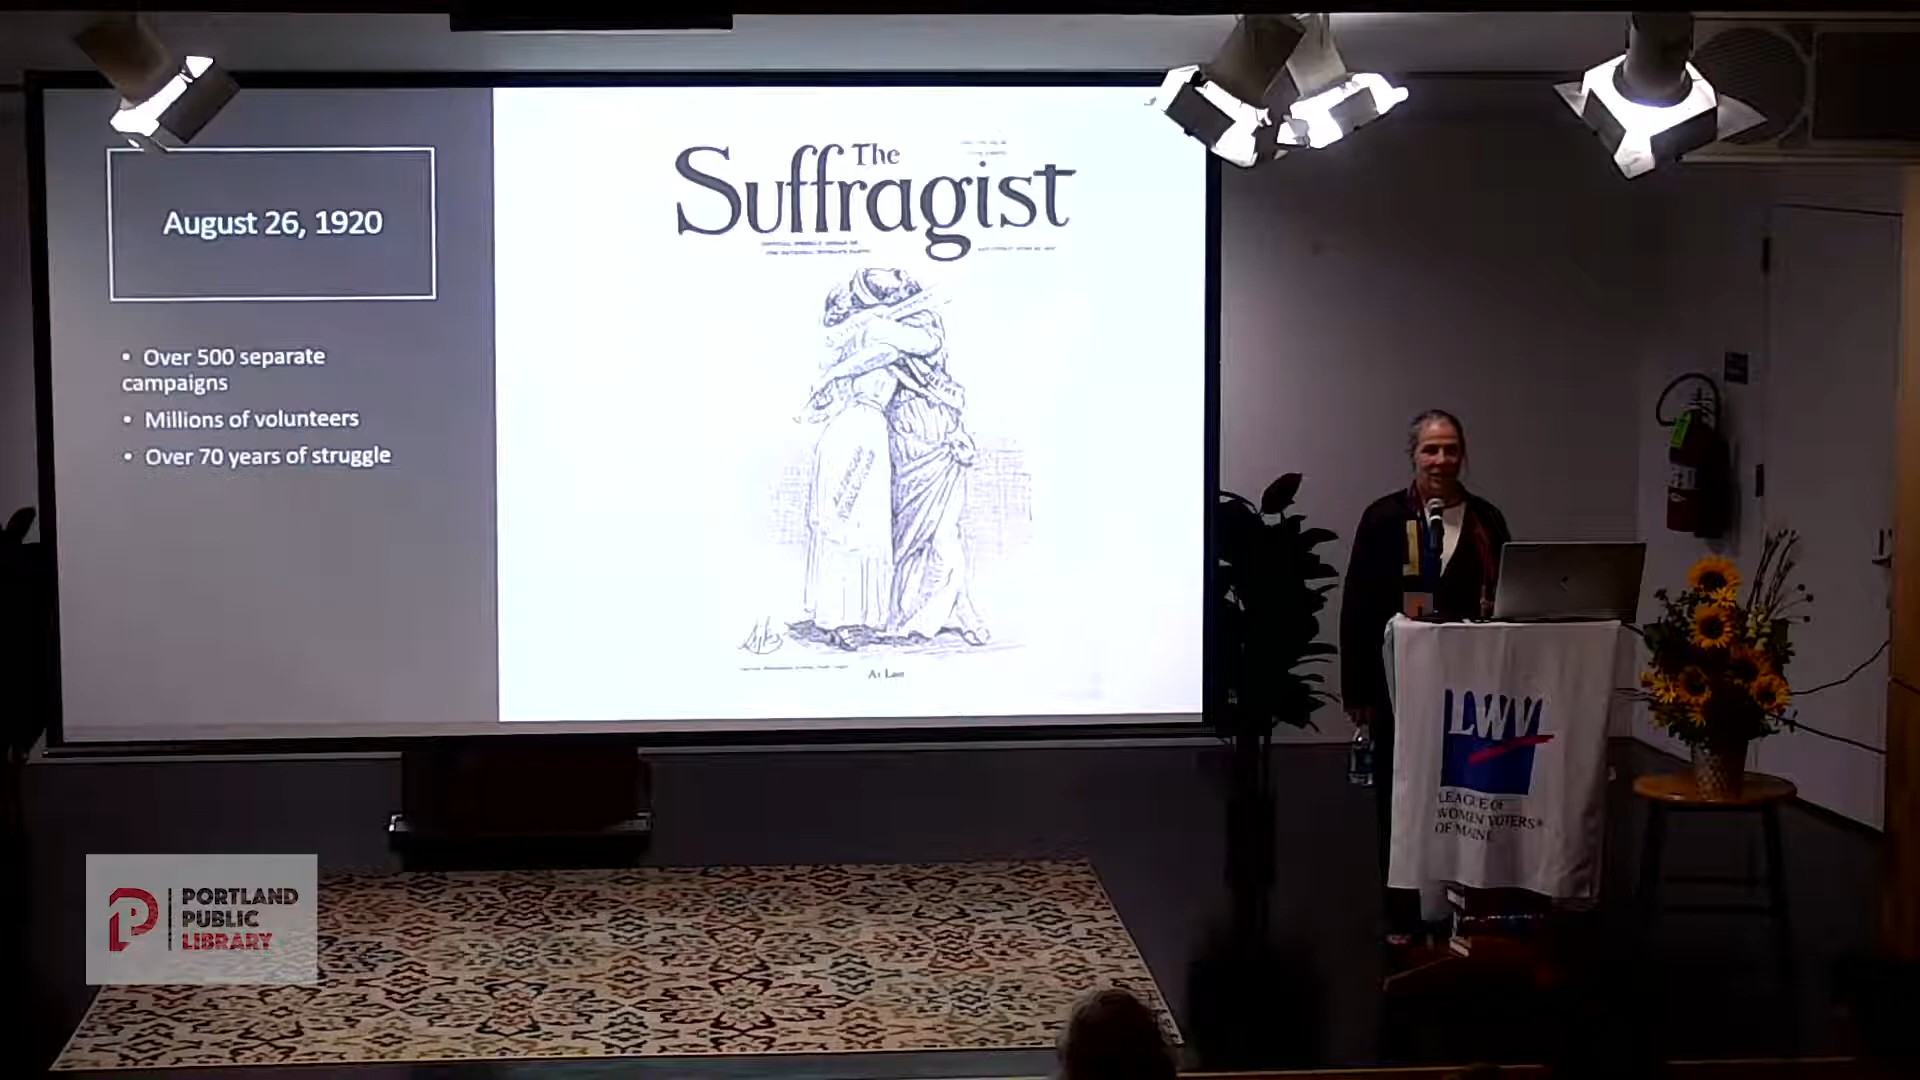 August 26, 1920
• Over 500 separate
campaigns
• Millions of volunteers
• Over 70 years of struggle
The
Suffragist
At Last
LWV
LEAGUE OF
WOMEN VOTERS®
OF MAINE
PORTLAND
PUBLIC
LIBRARY